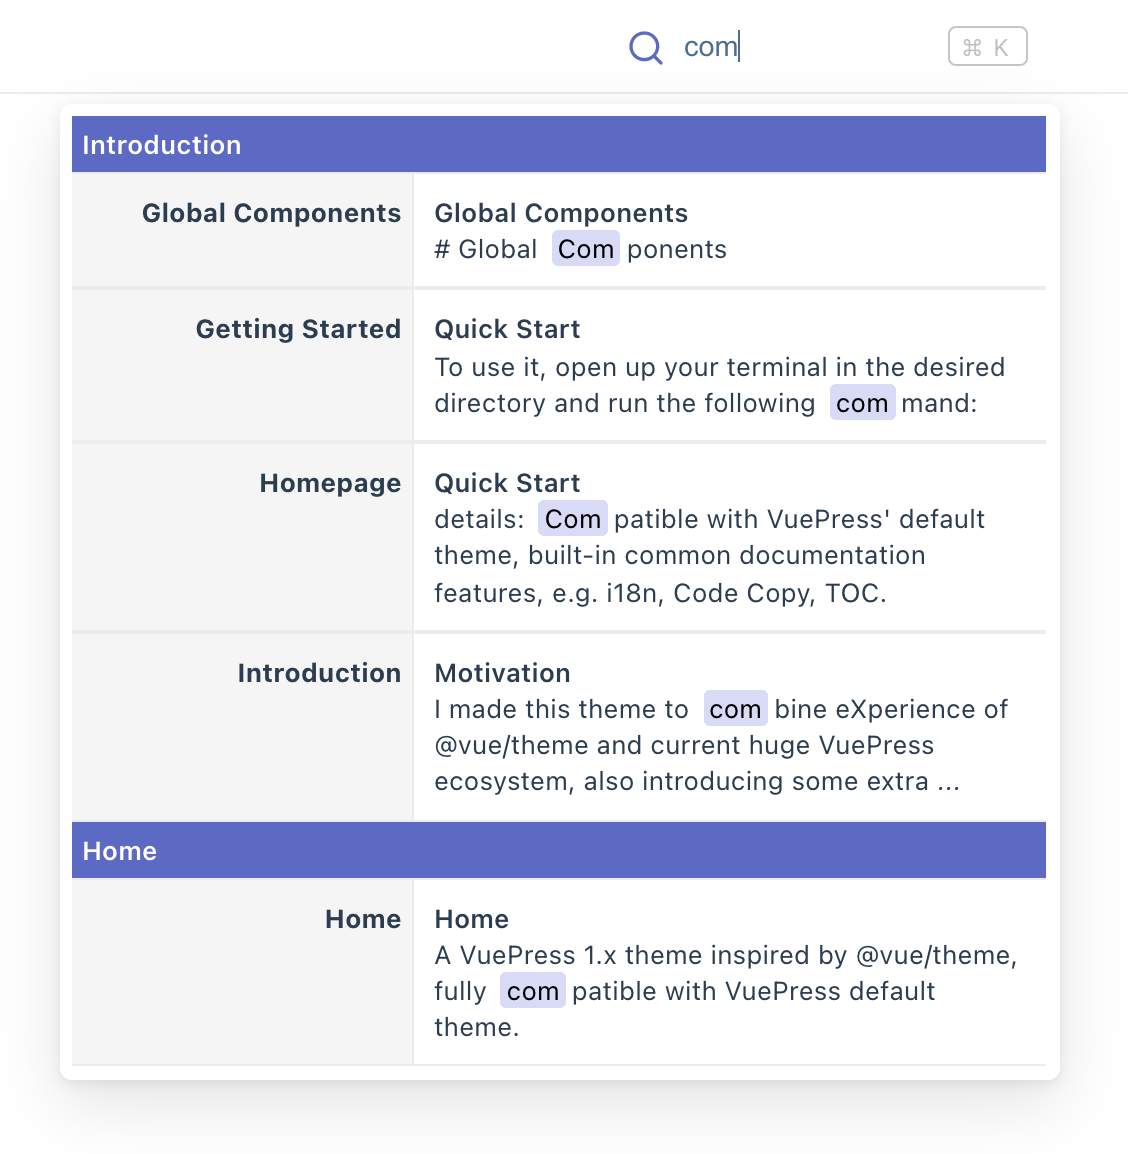 com
⌘ K
Introduction
Global Components
Global Components
# Global Com ponents
Getting Started
Quick Start
To use it, open up your terminal in the desired
directory and run the following com mand:
Homepage
Quick Start
details: Com patible with VuePress' default
theme, built-in common documentation
features, e.g. i18n, Code Copy, TOC.
Introduction
Motivation
I made this theme to com bine eXperience of
@vue/theme and current huge VuePress
ecosystem, also introducing some extra ...
Home
Home
Home
A VuePress 1.x theme inspired by @vue/theme,
fully com patible with VuePress default
theme.